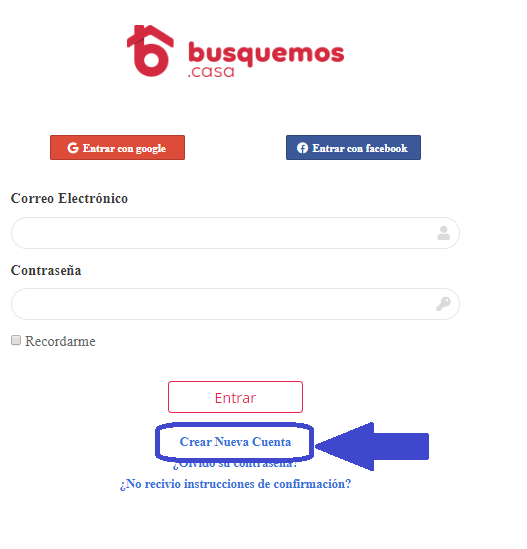 busquemos
.casa
Entrar con google
Entrar con facebook
Correo Electrónico
Contraseña
Recordarme
Entrar
Crear Nueva Cuenta
¿Olvido su contraseña?
¿No recivio instrucciones de confirmación?